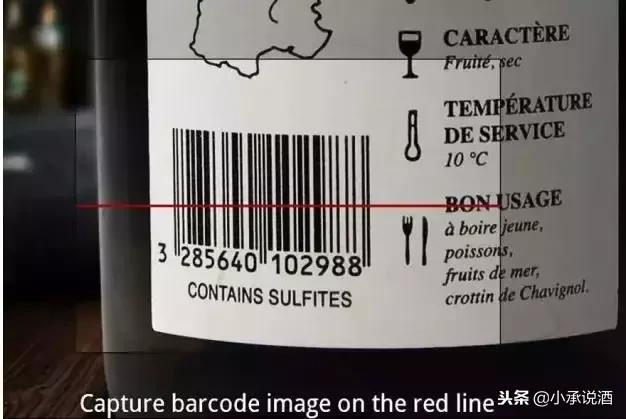 CARACTÈRE
Fruité, sec
TEMPÉRATURE
DE SERVICE
10 °C
BON USAGE
à boire jeune,
poissons,
fruits de mer,
crottin de Chavignol.
3 285640 102988
CONTAINS SULFITES
Capture barcode image on the red line
头条 @小承说酒